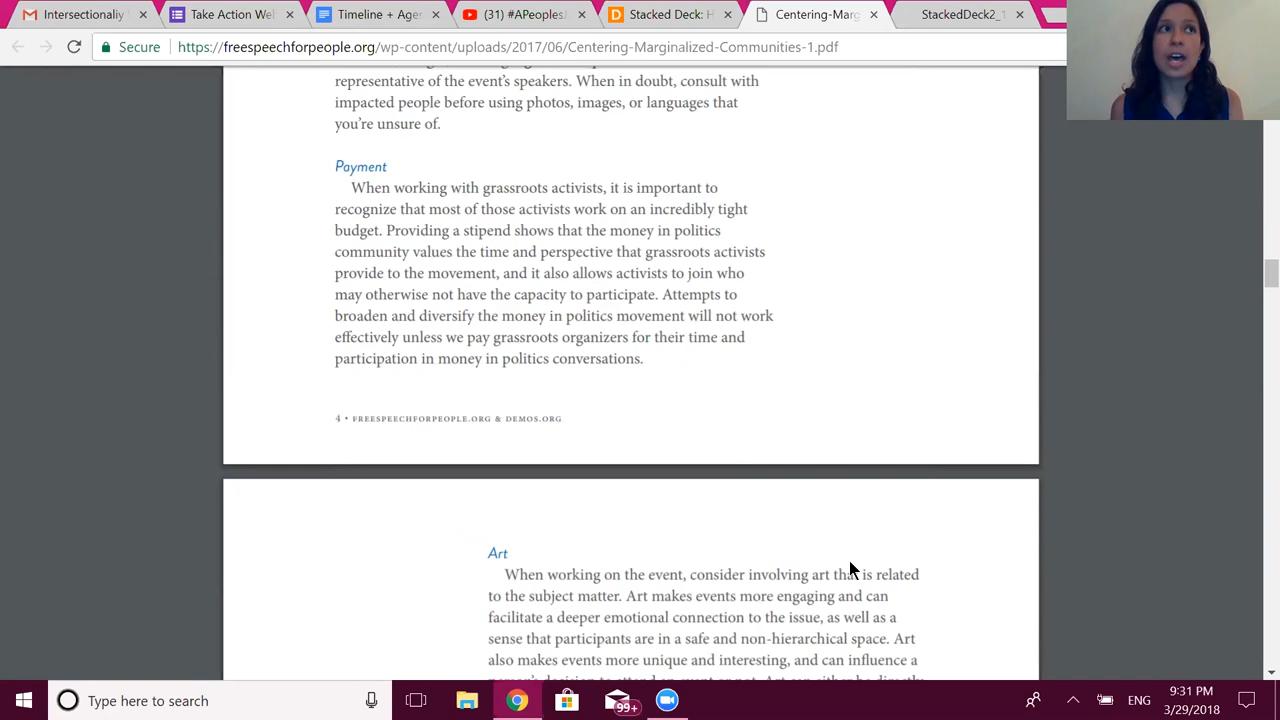 Intersectionaliy
Take Action Wel
Timeline + Ager
(31) #APeoplesJ
Stacked Deck: H
Centering-Marg
StackedDeck2_1
Secure
https://freespeechforpeople.org/wp-content/uploads/2017/06/Centering-Marginalized-Communities-1.pdf
representative of the event's speakers. When in doubt, consult with
impacted people before using photos, images, or languages that
you're unsure of.
Payment
When working with grassroots activists, it is important to
recognize that most of those activists work on an incredibly tight
budget. Providing a stipend shows that the money in politics
community values the time and perspective that grassroots activists
provide to the movement, and it also allows activists to join who
may otherwise not have the capacity to participate. Attempts to
broaden and diversify the money in politics movement will not work
effectively unless we pay grassroots organizers for their time and
participation in money in politics conversations.
4 • FREESPEECHFORPEOPLE.ORG & DEMOS.ORG
Art
When working on the event, consider involving art that is related
to the subject matter. Art makes events more engaging and can
facilitate a deeper emotional connection to the issue, as well as a
sense that participants are in a safe and non-hierarchical space. Art
also makes events more unique and interesting, and can influence a
Type here to search
99+
ENG
9:31 PM
3/29/2018